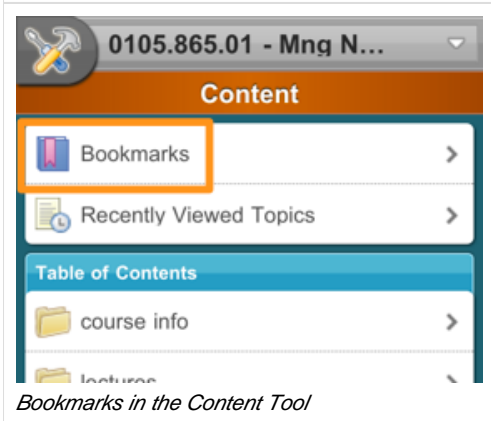 0105.865.01 - Mng N...
Content
Bookmarks
Recently Viewed Topics
Table of Contents
course info
lectures
Bookmarks in the Content Tool